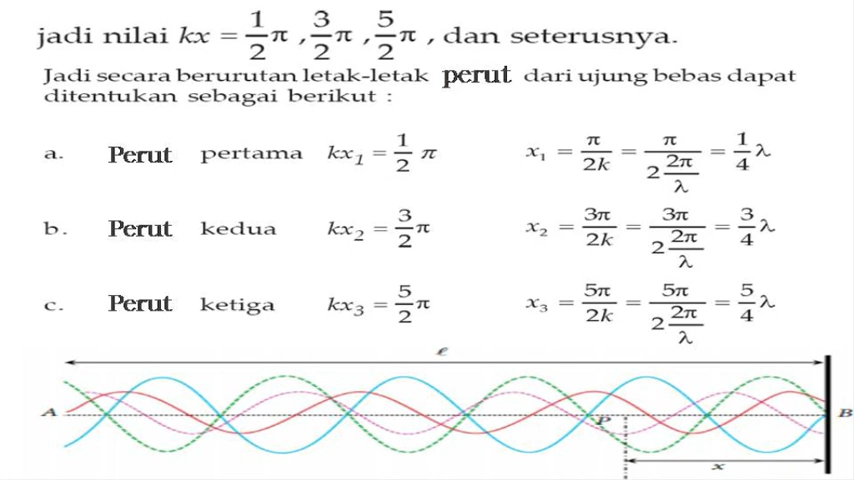 jadi nilai kx = 1/2 π , 3/2 π , 5/2 π , dan seterusnya.
Jadi secara berurutan letak-letak perut dari ujung bebas dapat
ditentukan sebagai berikut :
a. Perut pertama kx₁ = 1/2 π x₁ = π/2k = π/(2 2π/λ) = 1/4 λ
b. Perut kedua kx₂ = 3/2 π x₂ = 3π/2k = 3π/(2 2π/λ) = 3/4 λ
c. Perut ketiga kx₃ = 5/2 π x₃ = 5π/2k = 5π/(2 2π/λ) = 5/4 λ
ℓ
A P B
x